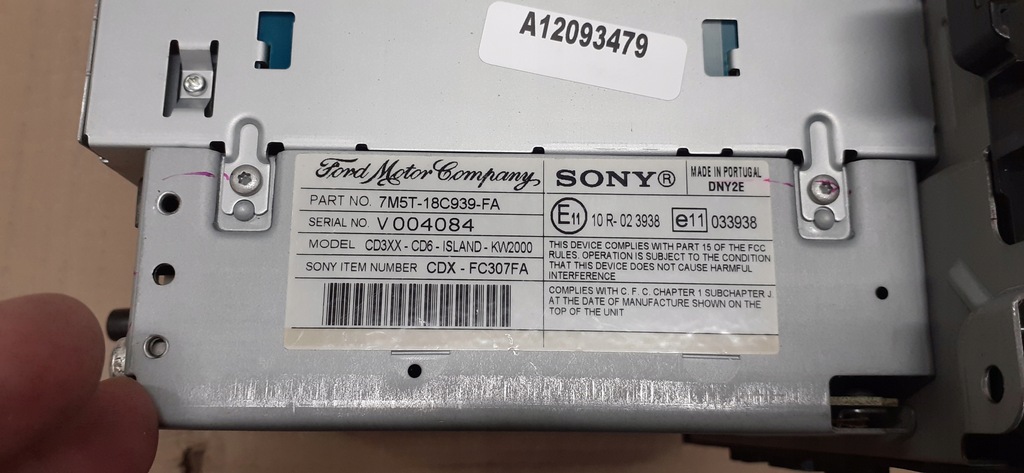 A12093479
Ford Motor Company
PART NO. 7M5T-18C939-FA
SERIAL NO. V004084
MODEL CD3XX - CD6 - ISLAND - KW2000
SONY ITEM NUMBER CDX - FC307FA
SONY®
MADE IN PORTUGAL
DNY2E
E11 10 R- 02 3938 e11 033938
THIS DEVICE COMPLIES WITH PART 15 OF THE FCC
RULES. OPERATION IS SUBJECT TO THE CONDITION
THAT THIS DEVICE DOES NOT CAUSE HARMFUL
INTERFERENCE
COMPLIES WITH C. F. C. CHAPTER 1 SUBCHAPTER J.
AT THE DATE OF MANUFACTURE SHOWN ON THE
TOP OF THE UNIT